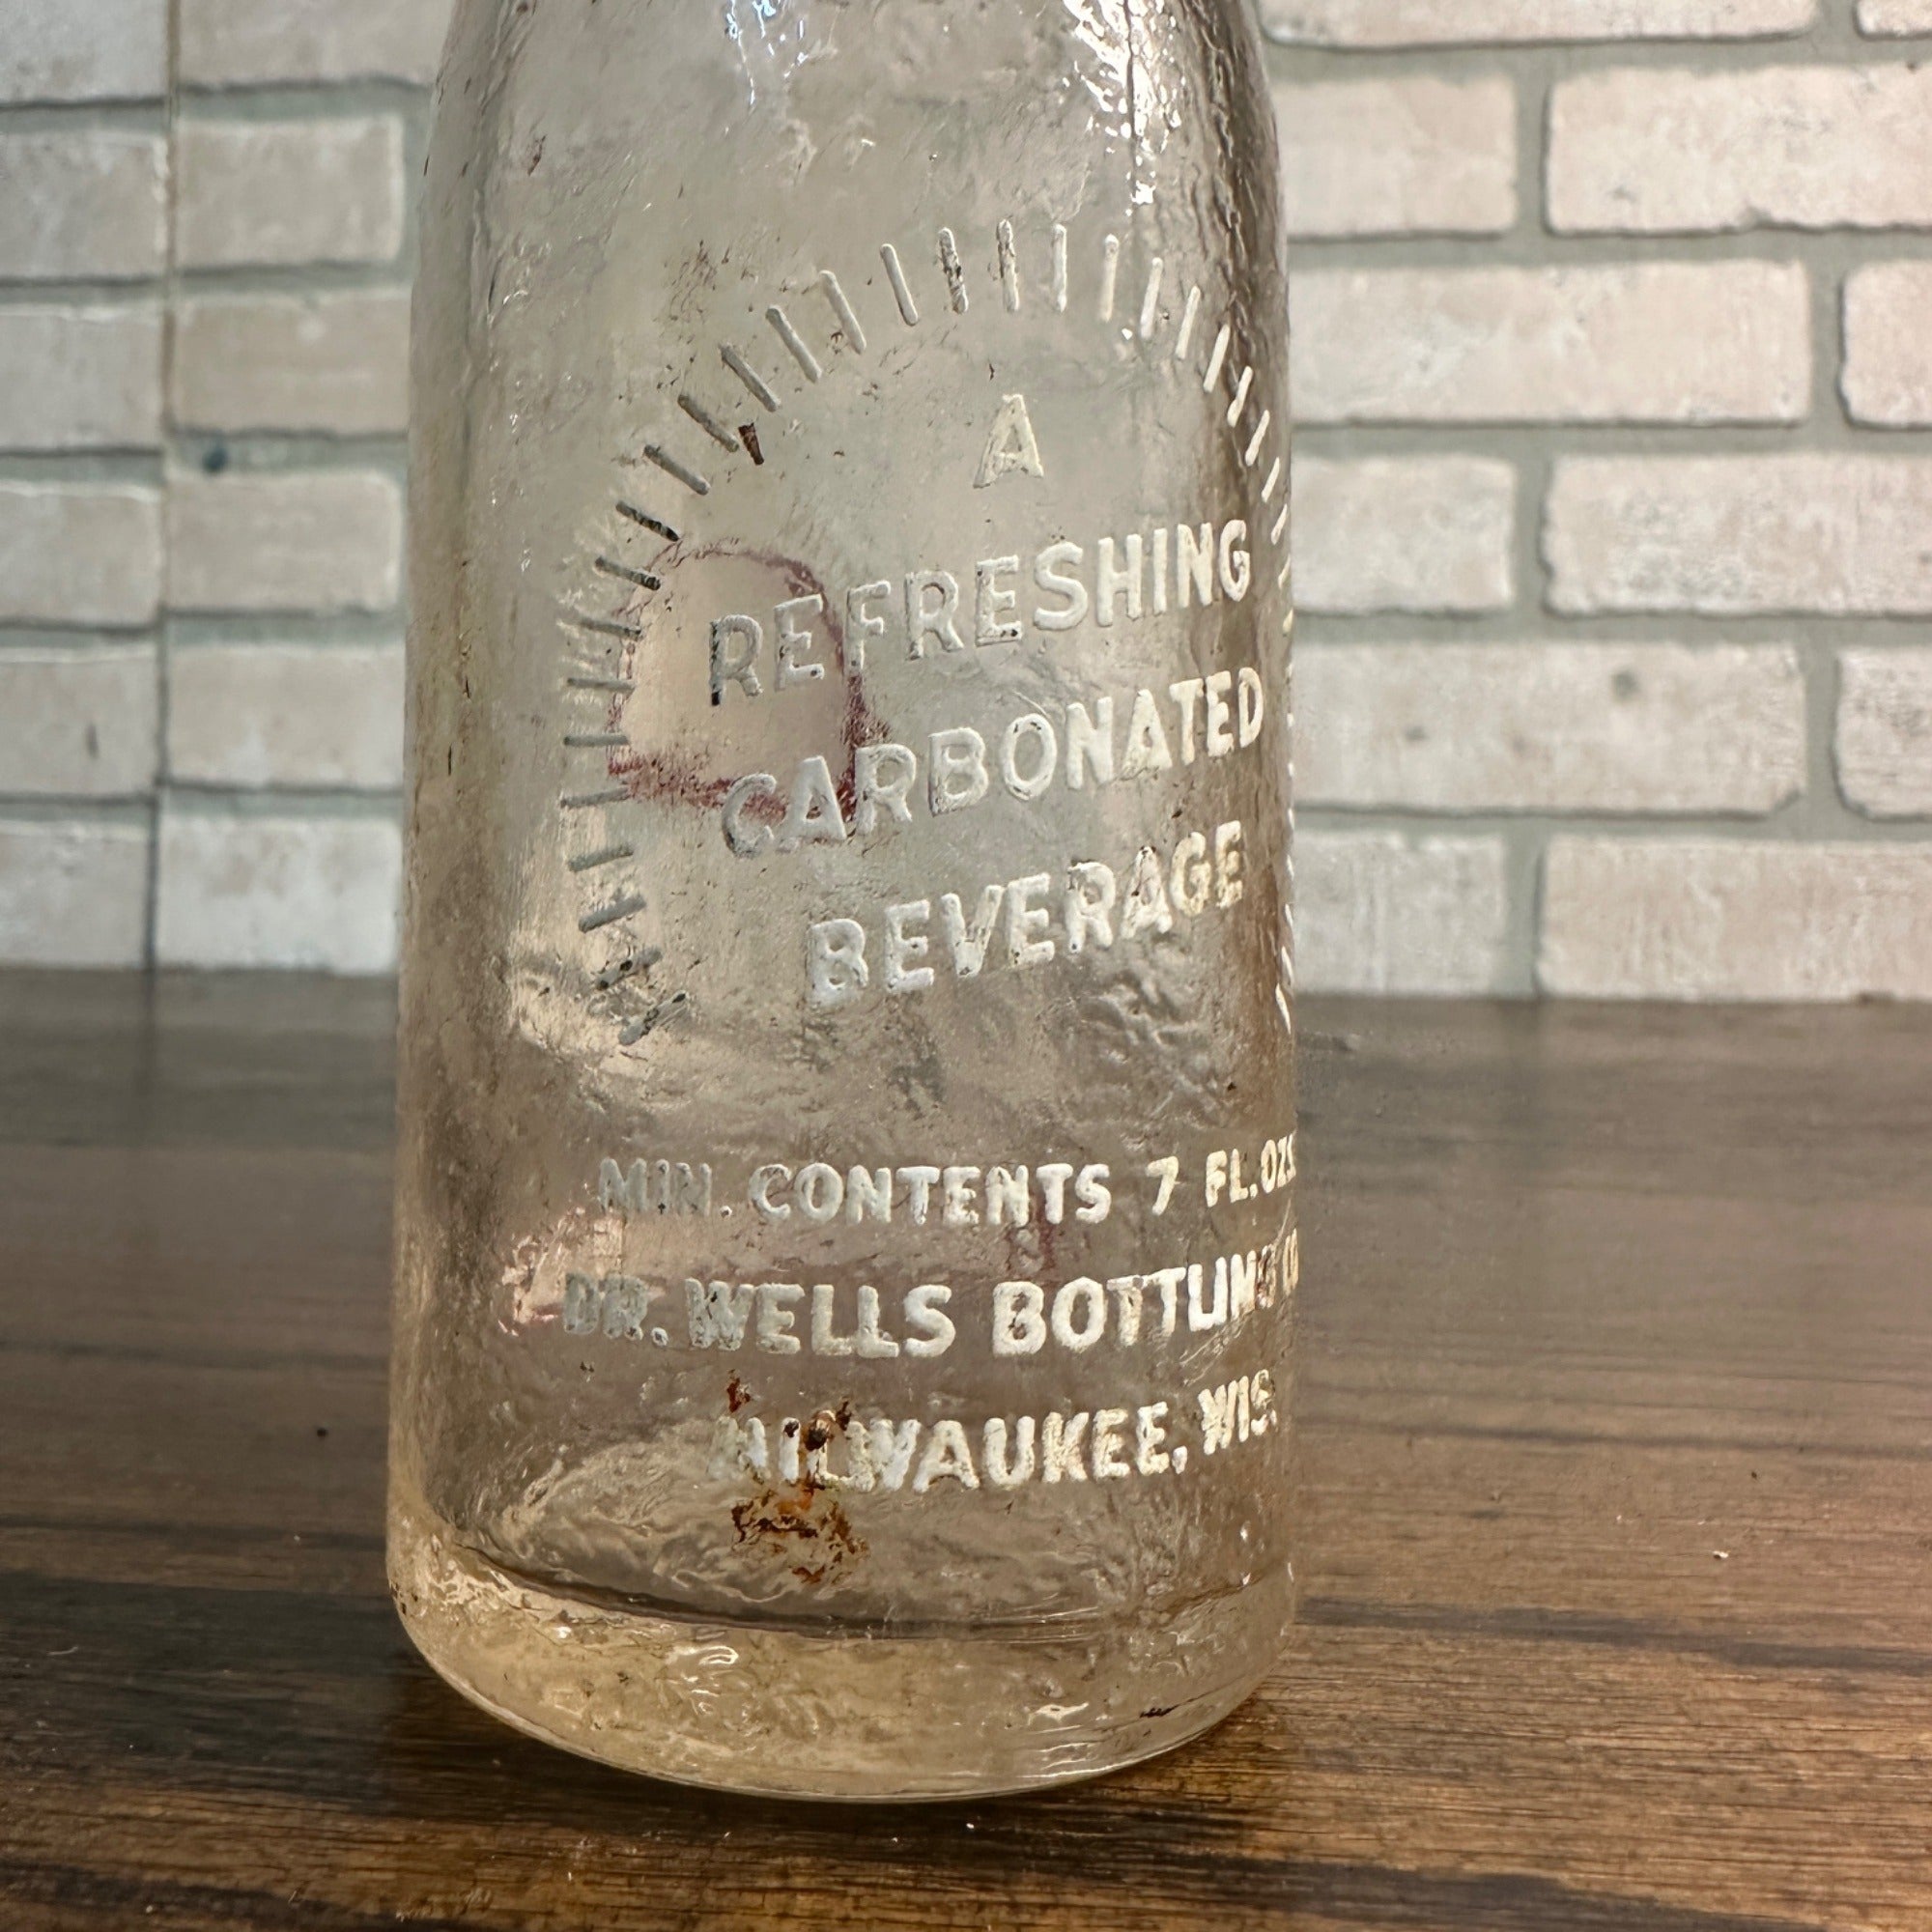 A
REFRESHING
CARBONATED
BEVERAGE
MIN. CONTENTS 7 FL.OZS.
DR. WELLS BOTTLING CO
MILWAUKEE, WIS.